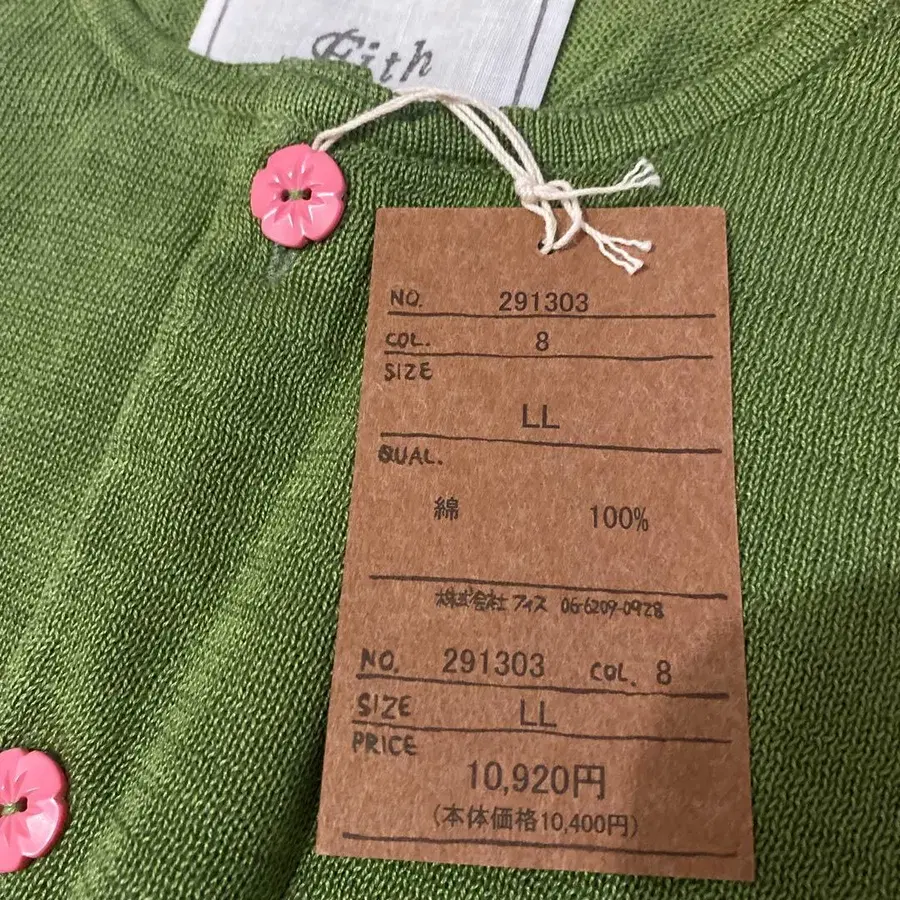 Fith
NO. 291303
COL. 8
SIZE
LL
QUAL.
綿 100%
株式会社 フィス 06-6209-0928
NO. 291303 COL. 8
SIZE LL
PRICE
10,920円
(本体価格10,400円)